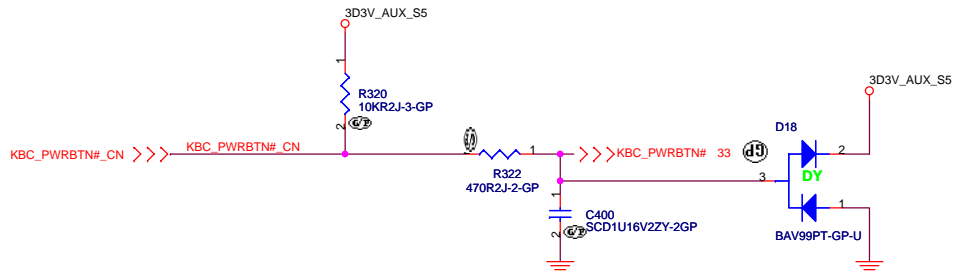 3D3V_AUX_S5
1
R320
10KR2J-3-GP
2
G/P
KBC_PWRBTN#_CN
KBC_PWRBTN#_CN
1
R322
470R2J-2-GP
KBC_PWRBTN# 33
GP
1
C400
SCD1U16V2ZY-2GP
2
G/P
3D3V_AUX_S5
D18
2
DY
3
1
BAV99PT-GP-U